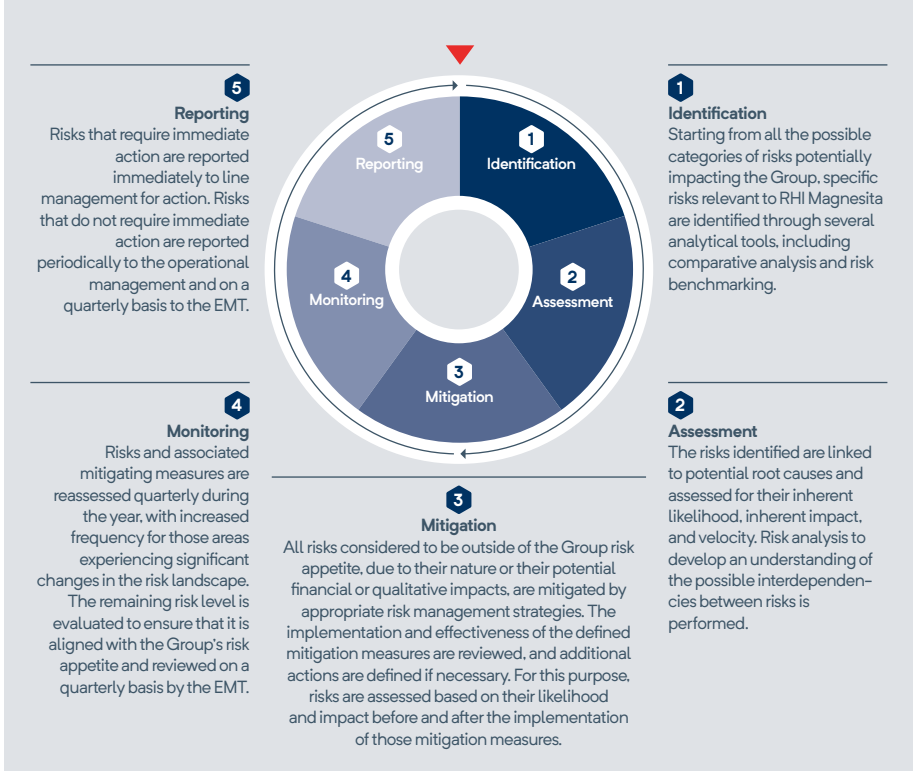 5
Reporting
Risks that require immediate
action are reported
immediately to line
management for action. Risks
that do not require immediate
action are reported
periodically to the operational
management and on a
quarterly basis to the EMT.
1
Identification
Starting from all the possible
categories of risks potentially
impacting the Group, specific
risks relevant to RHI Magnesita
are identified through several
analytical tools, including
comparative analysis and risk
benchmarking.
5
Reporting
1
Identification
4
Monitoring
2
Assessment
3
Mitigation
4
Monitoring
Risks and associated
mitigating measures are
reassessed quarterly during
the year, with increased
frequency for those areas
experiencing significant
changes in the risk landscape.
The remaining risk level is
evaluated to ensure that it is
aligned with the Group's risk
appetite and reviewed on a
quarterly basis by the EMT.
3
Mitigation
All risks considered to be outside of the Group risk
appetite, due to their nature or their potential
financial or qualitative impacts, are mitigated by
appropriate risk management strategies. The
implementation and effectiveness of the defined
mitigation measures are reviewed, and additional
actions are defined if necessary. For this purpose,
risks are assessed based on their likelihood
and impact before and after the implementation
of those mitigation measures.
2
Assessment
The risks identified are linked
to potential root causes and
assessed for their inherent
likelihood, inherent impact,
and velocity. Risk analysis to
develop an understanding of
the possible interdependen-
cies between risks is
performed.